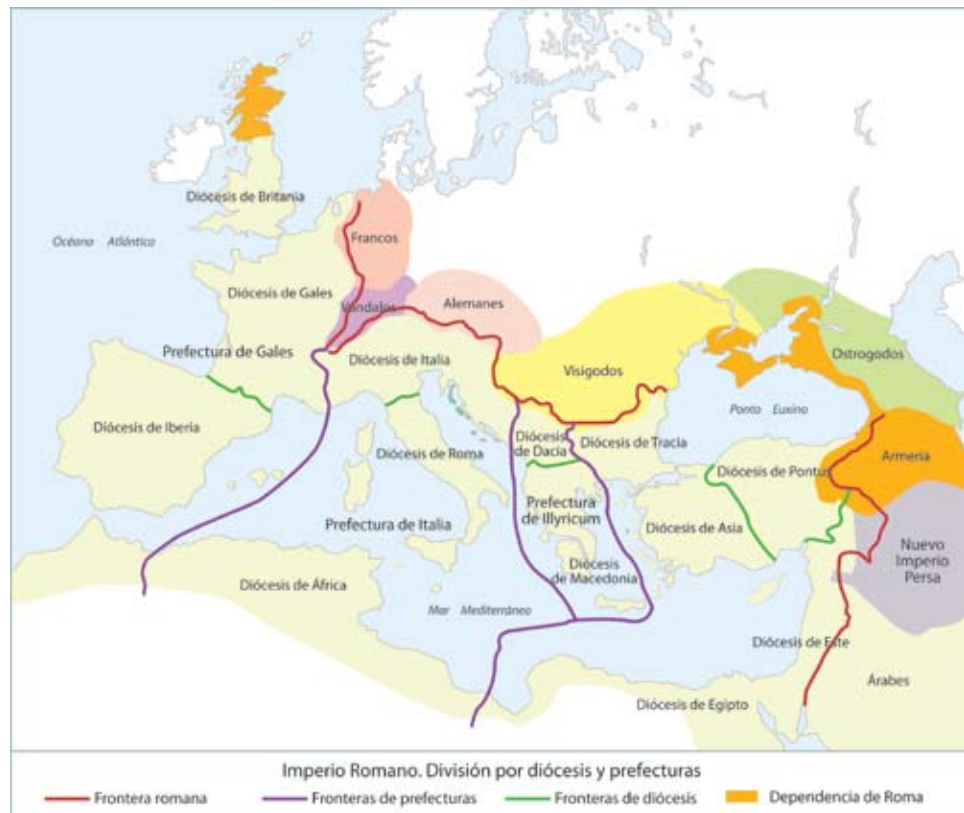 Diócesis de Britania
Océano Atlántico
Francos
Diócesis de Gales
Vandalos
Alemanes
Prefectura de Gales
Diócesis de Italia
Visigodos
Ostrogodos
Ponto Euxino
Diócesis de Iberia
Diócesis de Roma
Diócesis
de Dacia
Diócesis de Tracia
Diócesis de Pontus
Armería
Prefectura de Italia
Prefectura
de Illyricum
Diócesis de Asia
Nuevo
Imperio
Persa
Diócesis de África
Diócesis
de Macedonia
Mar Mediterráneo
Diócesis de Este
Árabes
Diócesis de Egipto
Imperio Romano. División por diócesis y prefecturas
Frontera romana
Fronteras de prefecturas
Fronteras de diócesis
Dependencia de Roma